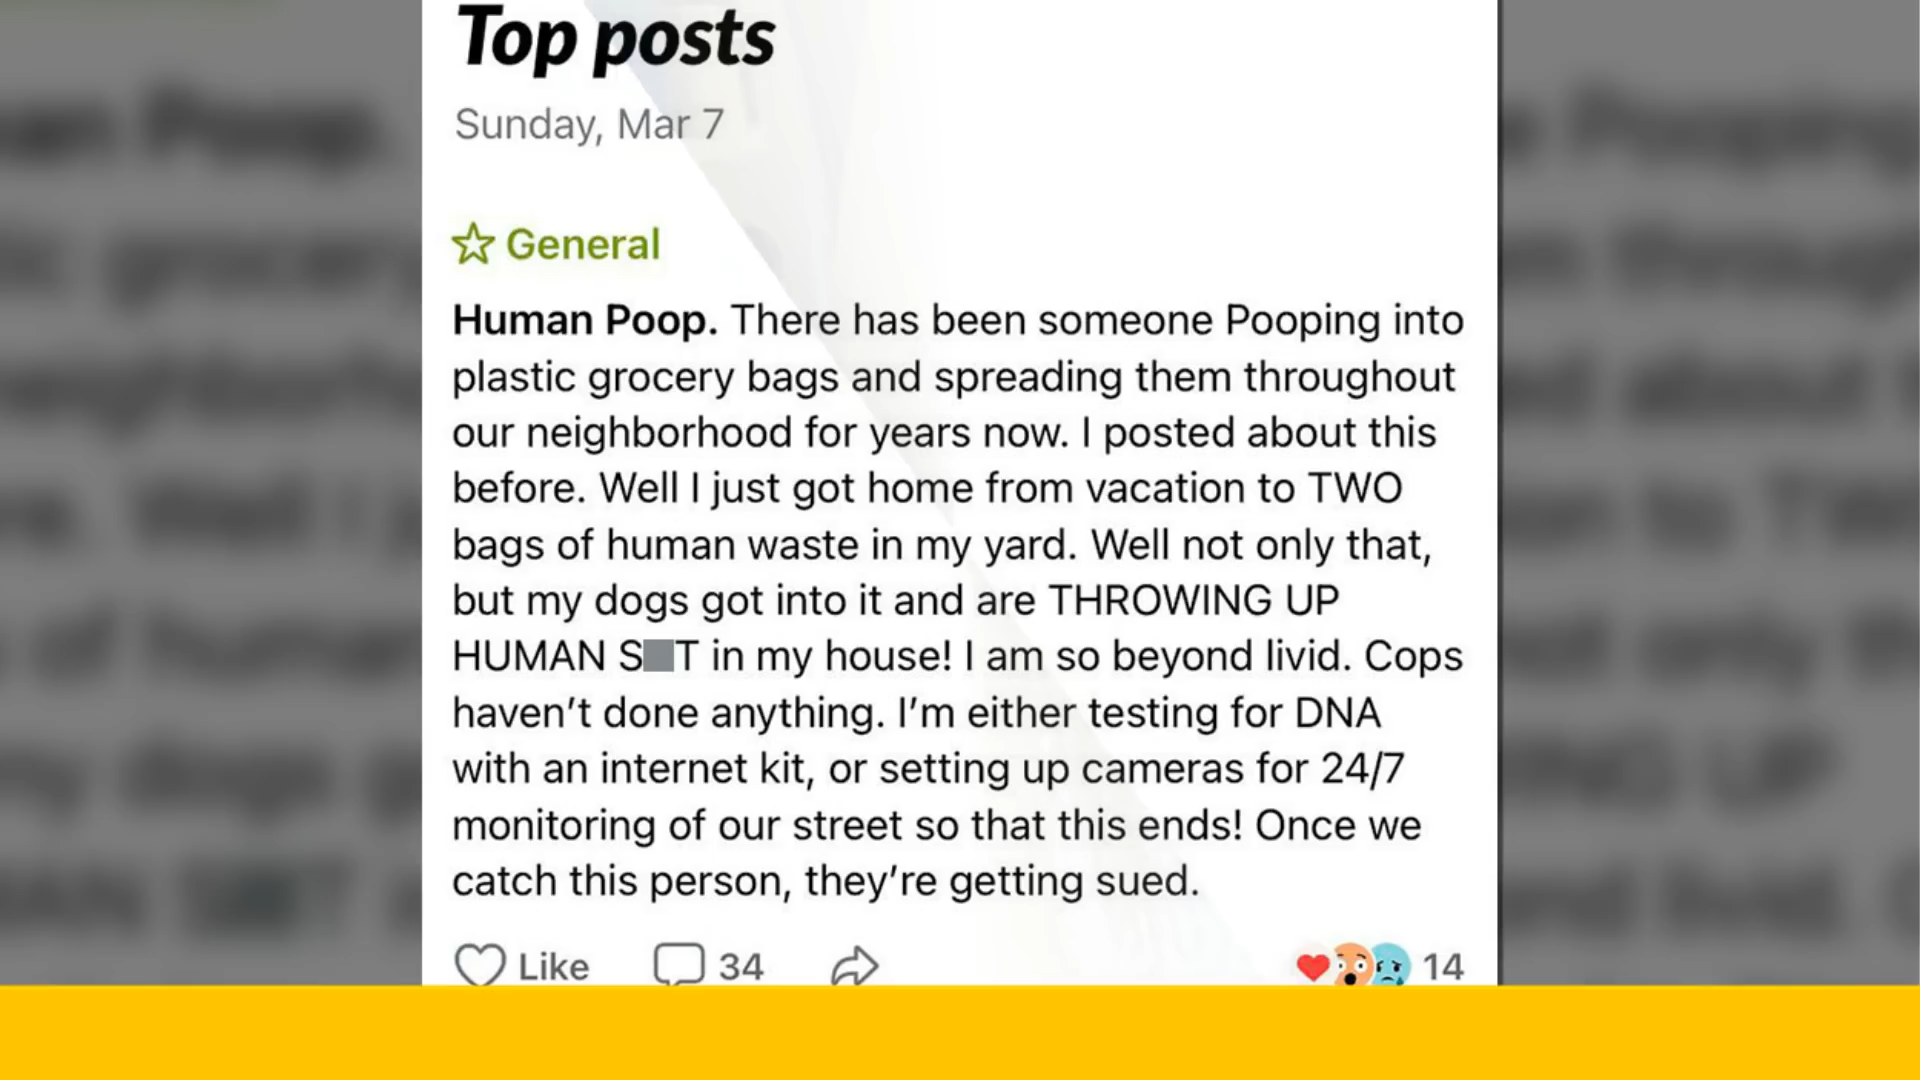 Top posts
Sunday, Mar 7
General
Human Poop. There has been someone Pooping into
plastic grocery bags and spreading them throughout
our neighborhood for years now. I posted about this
before. Well I just got home from vacation to TWO
bags of human waste in my yard. Well not only that,
but my dogs got into it and are THROWING UP
HUMAN S T in my house! I am so beyond livid. Cops
haven’t done anything. I’m either testing for DNA
with an internet kit, or setting up cameras for 24/7
monitoring of our street so that this ends! Once we
catch this person, they’re getting sued.
Like 34 14